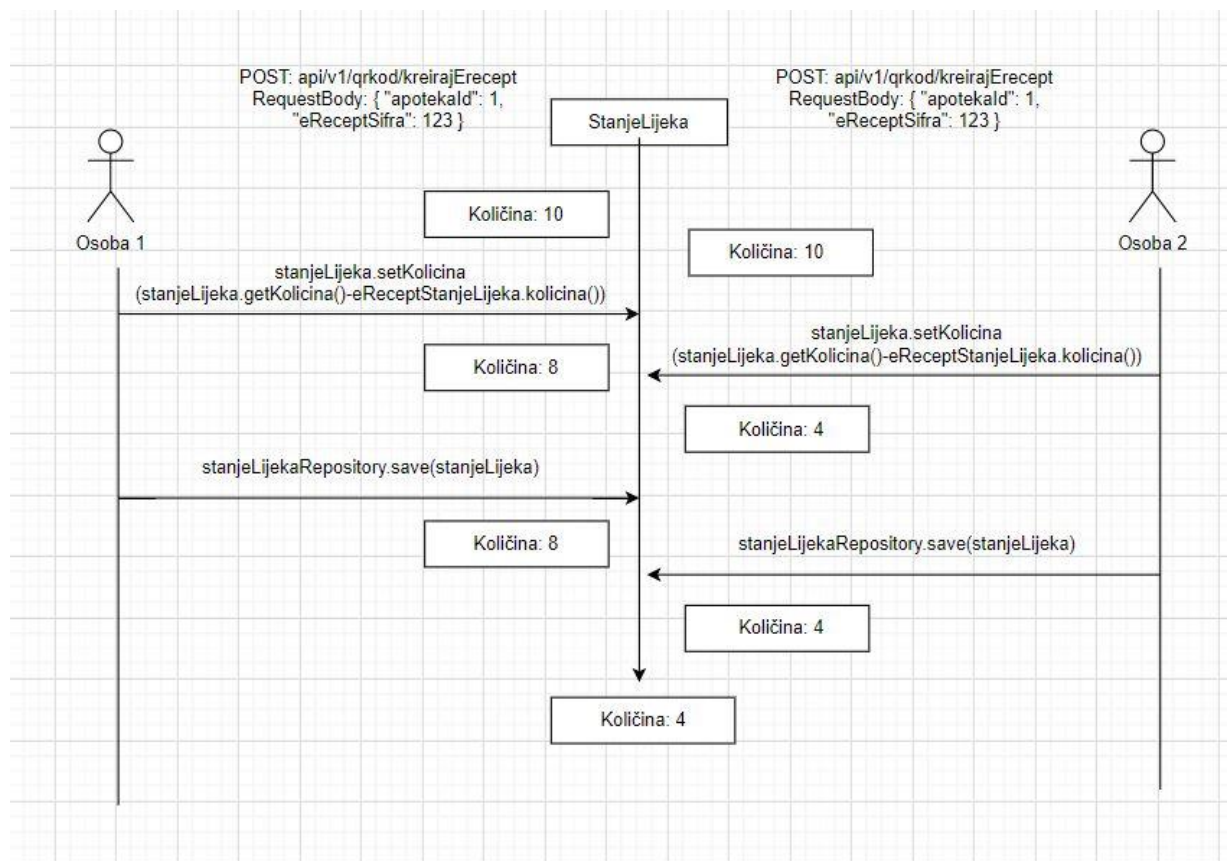 POST: api/v1/qrkod/kreirajErecept
RequestBody: { "apotekaId": 1,
"eReceptSifra": 123 }
POST: api/v1/qrkod/kreirajErecept
RequestBody: { "apotekaId": 1,
"eReceptSifra": 123 }
StanjeLijeka
Osoba 1
Osoba 2
Količina: 10
Količina: 10
stanjeLijeka.setKolicina
(stanjeLijeka.getKolicina()-eReceptStanjeLijeka.kolicina())
stanjeLijeka.setKolicina
(stanjeLijeka.getKolicina()-eReceptStanjeLijeka.kolicina())
Količina: 8
Količina: 4
stanjeLijekaRepository.save(stanjeLijeka)
Količina: 8
stanjeLijekaRepository.save(stanjeLijeka)
Količina: 4
Količina: 4